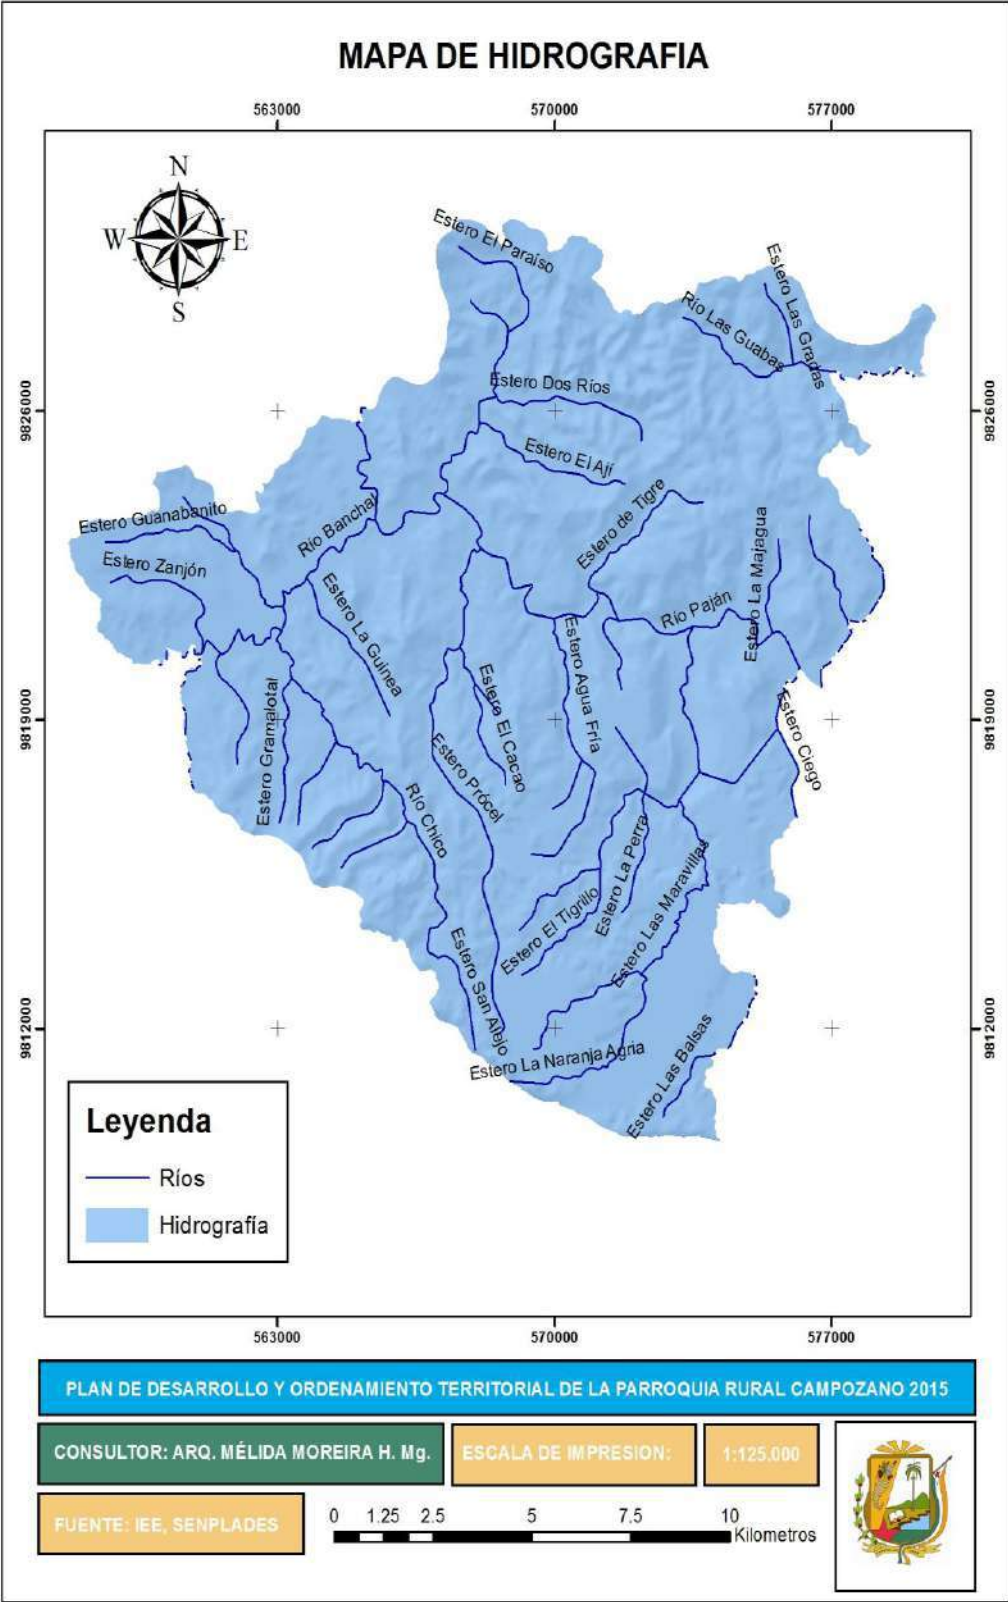 MAPA DE HIDROGRAFIA
563000
570000
577000
N
W
E
S
Estero El Paraíso
Estero Las Gradas
Río Las Guabas
Estero Dos Ríos
9826000
9826000
Estero El Ají
Estero de Tigre
Estero Guanabanito
Río Banchal
Estero La Majagua
Estero Zanjón
Estero La Guinea
Río Paján
Estero Agua Fría
Estero El Cacao
Estero Gramalotal
9819000
9819000
Estero Ciego
Estero Prócel
Río Chico
Estero La Perra
Estero Las Maravillas
Estero El Tigrillo
Estero San Alejo
9812000
9812000
Estero La Naranja Agria
Estero Las Balsas
Leyenda
Ríos
Hidrografía
563000
570000
577000
PLAN DE DESARROLLO Y ORDENAMIENTO TERRITORIAL DE LA PARROQUIA RURAL CAMPOZANO 2015
CONSULTOR: ARQ. MÉLIDA MOREIRA H. Mg.
ESCALA DE IMPRESION:
1:125.000
FUENTE: IEE, SENPLADES
0 1.25 2.5 5 7.5 10
Kilometros